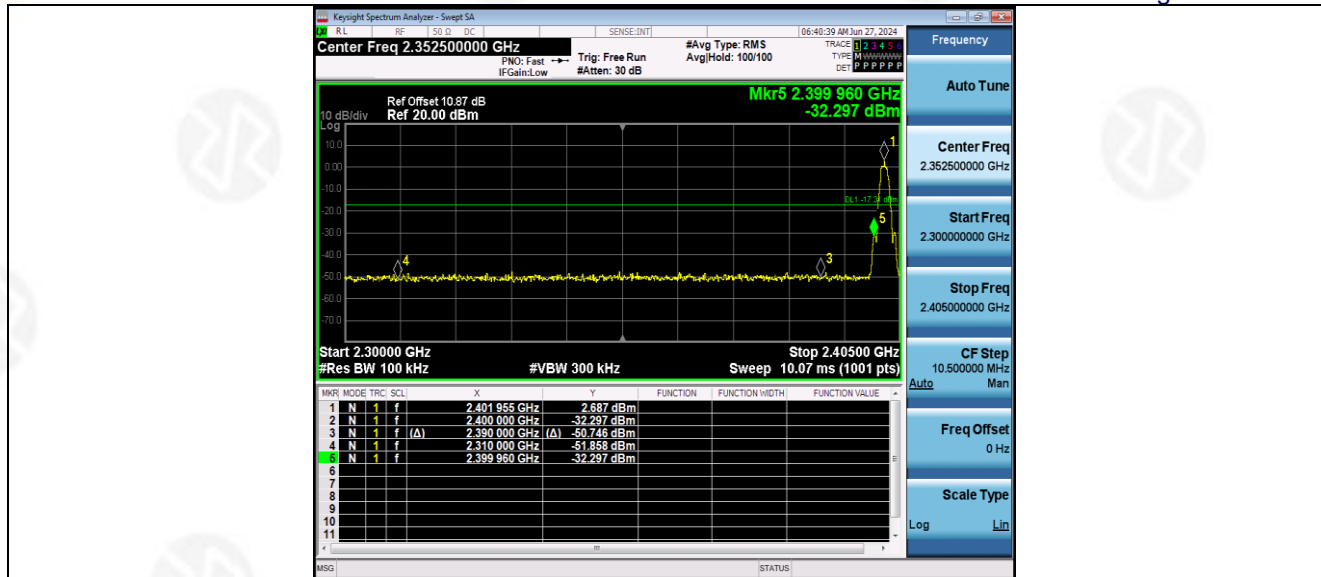 Keysight Spectrum Analyzer - Swept SA
RL RF 50 Ω DC SENSE:INT 06:40:39 AM Jun 27, 2024
Center Freq 2.352500000 GHz #Avg Type: RMS TRACE 1 2 3 4 5 6
PNO: Fast Trig: Free Run Avg|Hold: 100/100 TYPE M WWWWW
IFGain:Low #Atten: 30 dB DET P P P P P P
Mkr5 2.399 960 GHz
Ref Offset 10.87 dB
-32.297 dBm
10 dB/div Ref 20.00 dBm
Log
10.0
0.00
-10.0
DL1 -17.31 dBm
-20.0
-30.0
-40.0
-50.0
-60.0
-70.0
1
5
4
3
Start 2.30000 GHz Stop 2.40500 GHz
#Res BW 100 kHz #VBW 300 kHz Sweep 10.07 ms (1001 pts)
MKR MODE TRC SCL X Y FUNCTION FUNCTION WIDTH FUNCTION VALUE
1 N 1 f 2.401 955 GHz 2.687 dBm
2 N 1 f 2.400 000 GHz -32.297 dBm
3 N 1 f (Δ) 2.390 000 GHz (Δ) -50.746 dBm
4 N 1 f 2.310 000 GHz -51.858 dBm
5 N 1 f 2.399 960 GHz -32.297 dBm
6
7
8
9
10
11
MSG STATUS
Frequency
Auto Tune
Center Freq
2.352500000 GHz
Start Freq
2.300000000 GHz
Stop Freq
2.405000000 GHz
CF Step
10.500000 MHz
Auto Man
Freq Offset
0 Hz
Scale Type
Log Lin